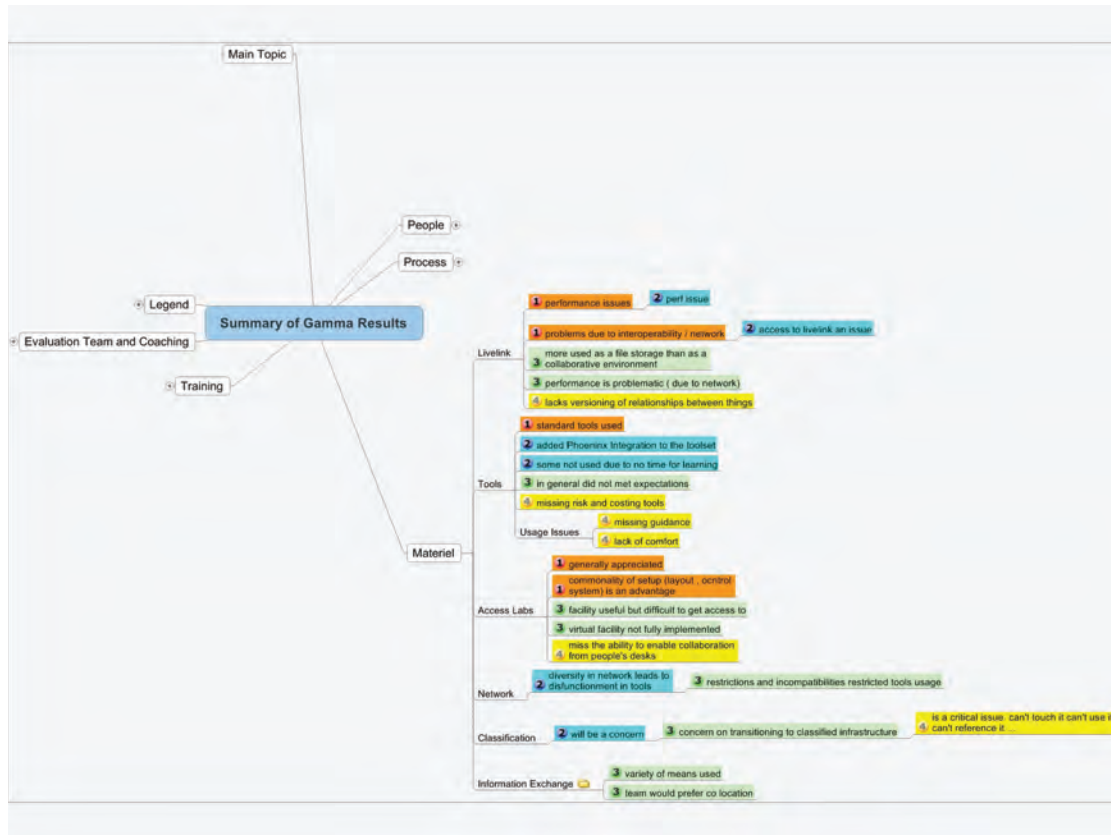 Main Topic
People
Process
Legend
Summary of Gamma Results
Evaluation Team and Coaching
Training
Materiel
Livelink
1 performance issues
2 perf issue
1 problems due to interoperability / network
2 access to livelink an issue
more used as a file storage than as a
3 collaborative environment
3 performance is problematic ( due to network)
4 lacks versioning of relationships between things
Tools
1 standard tools used
2 added Phoeninx Integration to the toolset
2 some not used due to no time for learning
3 in general did not met expectations
4 missing risk and costing tools
Usage Issues
4 missing guidance
4 lack of comfort
Access Labs
1 generally appreciated
commonality of setup (layout , ocntrol
1 system) is an advantage
3 facility useful but difficult to get access to
3 virtual facility not fully implemented
miss the ability to enable collaboration
4 from people's desks
Network
diversity in network leads to
2 dis/unctionment in tools
3 restrictions and incompatibilities restricted tools usage
Classification
2 will be a concern
3 concern on transitioning to classified infrastructure
is a critical issue. can't touch it can't use i
4 can't reference it ...
Information Exchange
3 variety of means used
3 team would prefer co location